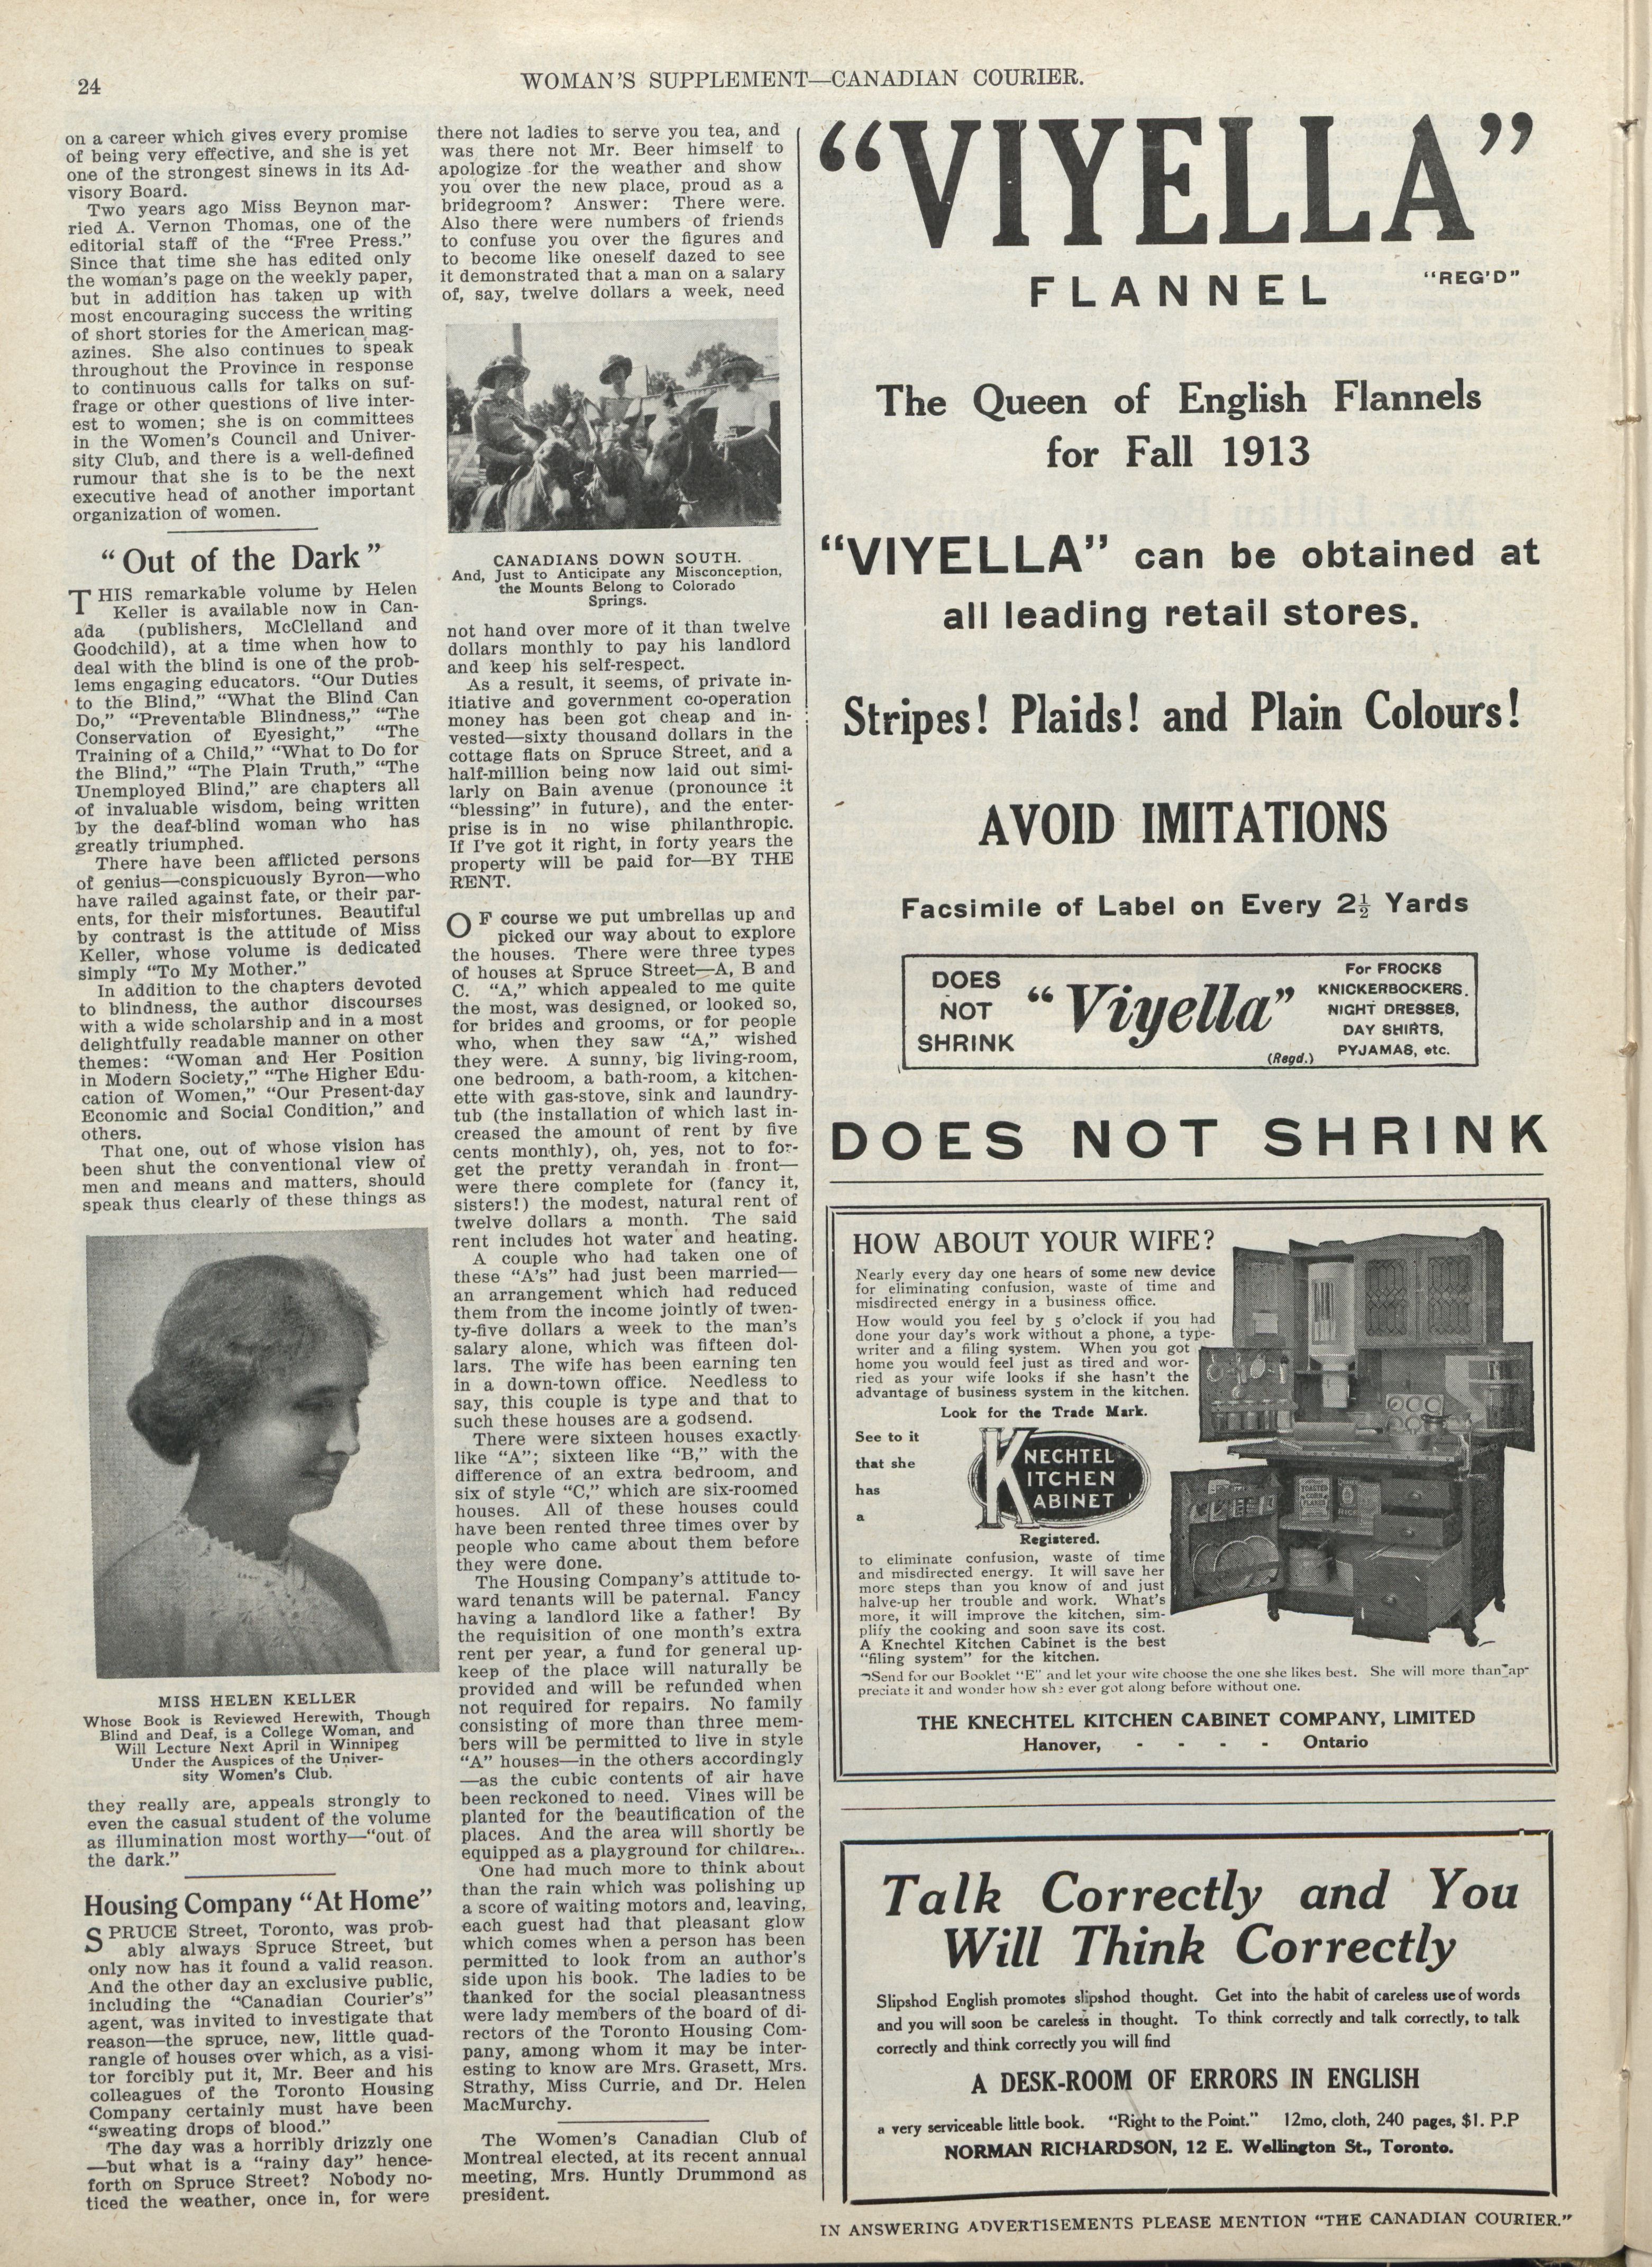 24
WOMAN'S SUPPLEMENT—CANADIAN COURIER.
on a career which gives every promise
of being very effective, and she is yet
one of the strongest sinews in its Ad-
visory Board.
Two years ago Miss Beynon mar-
ried A. Vernon Thomas, one of the
editorial staff of the "Free Press."
Since that time she has edited only
the woman's page on the weekly paper,
but in addition has taken up with
most encouraging success the writing
of short stories for the American mag-
azines. She also continues to speak
throughout the Province in response
to continuous calls for talks on suf-
frage or other questions of live inter-
est to women; she is on committees
in the Women's Council and Univer-
sity Club, and there is a well-defined
rumour that she is to be the next
executive head of another important
organization of women.
"Out of the Dark"
THIS remarkable volume by Helen
Keller is available now in Can-
ada (publishers, McClelland and
Goodchild), at a time when how to
deal with the blind is one of the prob-
lems engaging educators. "Our Duties
to the Blind," "What the Blind Can
Do," "Preventable Blindness," "The
Conservation of Eyesight," "The
Training of a Child," "What to Do for
the Blind," "The Plain Truth," "The
Unemployed Blind," are chapters all
of invaluable wisdom, being written
by the deaf-blind woman who has
greatly triumphed.
There have been afflicted persons
of genius—conspicuously Byron—who
have railed against fate, or their par-
ents, for their misfortunes. Beautiful
by contrast is the attitude of Miss
Keller, whose volume is dedicated
simply "To My Mother."
In addition to the chapters devoted
to blindness, the author discourses
with a wide scholarship and in a most
delightfully readable manner on other
themes: "Woman and Her Position
in Modern Society," "The Higher Edu-
cation of Women," "Our Present-day
Economic and Social Condition," and
others.
That one, out of whose vision has
been shut the conventional view of
men and means and matters, should
speak thus clearly of these things as
MISS HELEN KELLER
Whose Book is Reviewed Herewith, Though
Blind and Deaf, is a College Woman, and
Will Lecture Next April in Winnipeg
Under the Auspices of the Univer-
sity Women's Club.
they really are, appeals strongly to
even the casual student of the volume
as illumination most worthy—"out of
the dark."
Housing Company "At Home"
SPRUCE Street, Toronto, was prob-
ably always Spruce Street, but
only now has it found a valid reason.
And the other day an exclusive public,
including the "Canadian Courier's"
agent, was invited to investigate that
reason—the spruce, new, little quad-
rangle of houses over which, as a visi-
tor forcibly put it, Mr. Beer and his
colleagues of the Toronto Housing
Company certainly must have been
"sweating drops of blood."
The day was a horribly drizzly one
—but what is a "rainy day" hence-
forth on Spruce Street? Nobody no-
ticed the weather, once in, for were
there not ladies to serve you tea, and
was there not Mr. Beer himself to
apologize for the weather and show
you over the new place, proud as a
bridegroom? Answer: There were.
Also there were numbers of friends
to confuse you over the figures and
to become like oneself dazed to see
it demonstrated that a man on a salary
of, say, twelve dollars a week, need
CANADIANS DOWN SOUTH.
And, Just to Anticipate any Misconception,
the Mounts Belong to Colorado
Springs.
not hand over more of it than twelve
dollars monthly to pay his landlord
and keep his self-respect.
As a result, it seems, of private in-
itiative and government co-operation
money has been got cheap and in-
vested—sixty thousand dollars in the
cottage flats on Spruce Street, and a
half-million being now laid out simi-
larly on Bain avenue (pronounce it
"blessing" in future), and the enter-
prise is in no wise philanthropic.
If I've got it right, in forty years the
property will be paid for—BY THE
RENT.
OF course we put umbrellas up and
picked our way about to explore
the houses. There were three types
of houses at Spruce Street—A, B and
C. "A," which appealed to me quite
the most, was designed, or looked so,
for brides and grooms, or for people
who, when they saw "A," wished
they were. A sunny, big living-room,
one bedroom, a bath-room, a kitchen-
ette with gas-stove, sink and laundry-
tub (the installation of which last in-
creased the amount of rent by five
cents monthly), oh, yes, not to for-
get the pretty verandah in front—
were there complete for (fancy it,
sisters!) the modest, natural rent of
twelve dollars a month. The said
rent includes hot water and heating.
A couple who had taken one of
these "A's" had just been married—
an arrangement which had reduced
them from the income jointly of twen-
ty-five dollars a week to the man's
salary alone, which was fifteen dol-
lars. The wife has been earning ten
in a down-town office. Needless to
say, this couple is type and that to
such these houses are a godsend.
There were sixteen houses exactly
like "A"; sixteen like "B," with the
difference of an extra bedroom, and
six of style "C," which are six-roomed
houses. All of these houses could
have been rented three times over by
people who came about them before
they were done.
The Housing Company's attitude to-
ward tenants will be paternal. Fancy
having a landlord like a father! By
the requisition of one month's extra
rent per year, a fund for general up-
keep of the place will naturally be
provided and will be refunded when
not required for repairs. No family
consisting of more than three mem-
bers will be permitted to live in style
"A" houses—in the others accordingly
—as the cubic contents of air have
been reckoned to need. Vines will be
planted for the beautification of the
places. And the area will shortly be
equipped as a playground for children.
One had much more to think about
than the rain which was polishing up
a score of waiting motors and, leaving,
each guest had that pleasant glow
which comes when a person has been
permitted to look from an author's
side upon his book. The ladies to be
thanked for the social pleasantness
were lady members of the board of di-
rectors of the Toronto Housing Com-
pany, among whom it may be inter-
esting to know are Mrs. Grasett, Mrs.
Strathy, Miss Currie, and Dr. Helen
MacMurchy.
The Women's Canadian Club of
Montreal elected, at its recent annual
meeting, Mrs. Huntly Drummond as
president.
"VIYELLA"
FLANNEL "REG'D"
The Queen of English Flannels
for Fall 1913
"VIYELLA" can be obtained at
all leading retail stores.
Stripes! Plaids! and Plain Colours!
AVOID IMITATIONS
Facsimile of Label on Every 2½ Yards
DOES
NOT
SHRINK
"Viyella"
(Regd.)
For FROCKS
KNICKERBOCKERS.
NIGHT DRESSES,
DAY SHIRTS,
PYJAMAS, etc.
DOES NOT SHRINK
HOW ABOUT YOUR WIFE?
Nearly every day one hears of some new device
for eliminating confusion, waste of time and
misdirected energy in a business office.
How would you feel by 5 o'clock if you had
done your day's work without a phone, a type-
writer and a filing system. When you got
home you would feel just as tired and wor-
ried as your wife looks if she hasn't the
advantage of business system in the kitchen.
Look for the Trade Mark.
See to it
that she
has
a
KNECHTEL
KITCHEN
KABINET
Registered.
to eliminate confusion, waste of time
and misdirected energy. It will save her
more steps than you know of and just
halve-up her trouble and work. What's
more, it will improve the kitchen, sim-
plify the cooking and soon save its cost.
A Knechtel Kitchen Cabinet is the best
"filing system" for the kitchen.
Send for our Booklet "E" and let your wire choose the one she likes best. She will more than ap-
preciate it and wonder how she ever got along before without one.
THE KNECHTEL KITCHEN CABINET COMPANY, LIMITED
Hanover, - - - - Ontario
Talk Correctly and You
Will Think Correctly
Slipshod English promotes slipshod thought. Get into the habit of careless use of words
and you will soon be careless in thought. To think correctly and talk correctly, to talk
correctly and think correctly you will find
A DESK-ROOM OF ERRORS IN ENGLISH
a very serviceable little book. "Right to the Point." 12mo, cloth, 240 pages, $1. P.P
NORMAN RICHARDSON, 12 E. Wellington St., Toronto.
IN ANSWERING ADVERTISEMENTS PLEASE MENTION "THE CANADIAN COURIER."